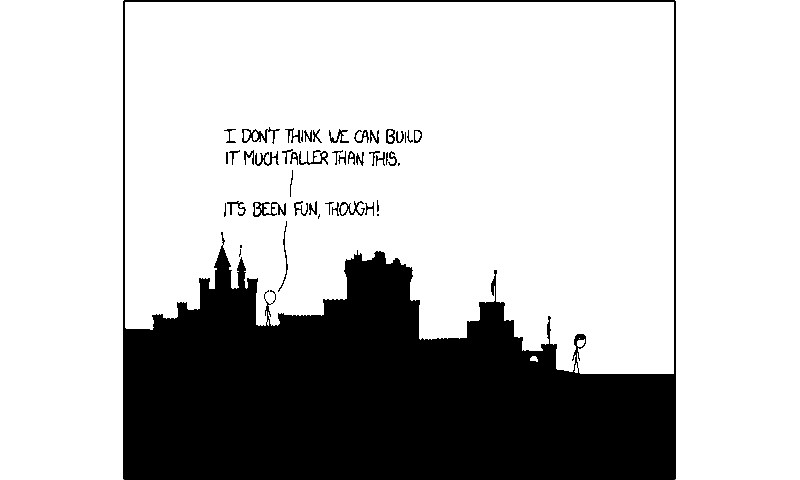 I DON'T THINK WE CAN BUILD
IT MUCH TALLER THAN THIS.
IT'S BEEN FUN, THOUGH!